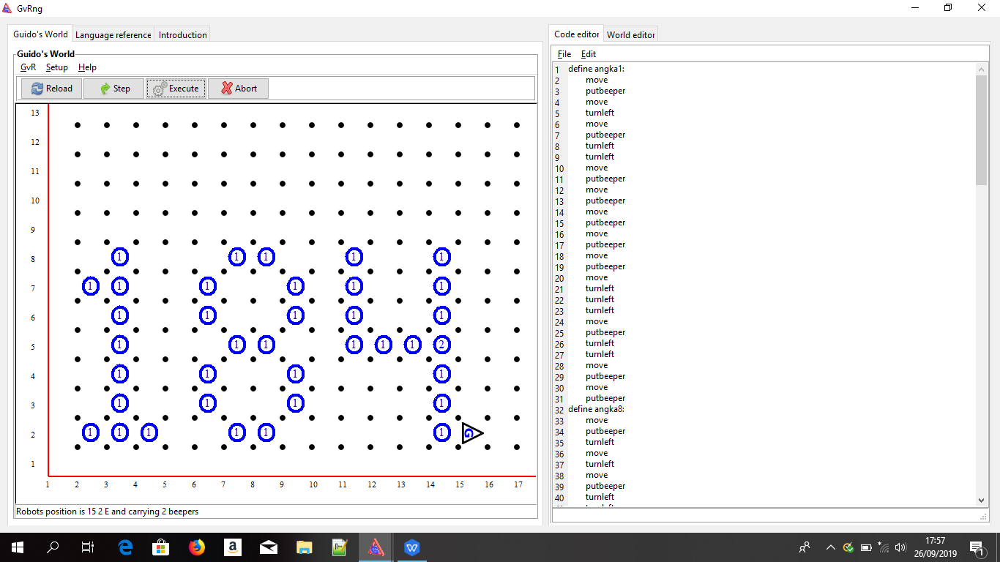 GvRng
Guido's World Language reference Introduction
Guido's World
GvR Setup Help
Reload Step Execute Abort
13
12
11
10
9
8 1 1 1 1 1
7 1 1 1 1 1 1
6 1 1 1 1 1
5 1 1 1 1 1 1 2
4 1 1 1 1
3 1 1 1 1
2 1 1 1 1 1 1 G
1
1 2 3 4 5 6 7 8 9 10 11 12 13 14 15 16 17
Robots position is 15 2 E and carrying 2 beepers
Code editor World editor
File Edit
1 define angka1:
2 move
3 putbeeper
4 move
5 turnleft
6 move
7 putbeeper
8 turnleft
9 turnleft
10 move
11 putbeeper
12 move
13 putbeeper
14 move
15 putbeeper
16 move
17 putbeeper
18 move
19 putbeeper
20 move
21 turnleft
22 turnleft
23 turnleft
24 move
25 putbeeper
26 turnleft
27 turnleft
28 move
29 putbeeper
30 move
31 putbeeper
32 define angka8:
33 move
34 putbeeper
35 turnleft
36 move
37 turnleft
38 move
39 putbeeper
40 turnleft
17:57
26/09/2019
1